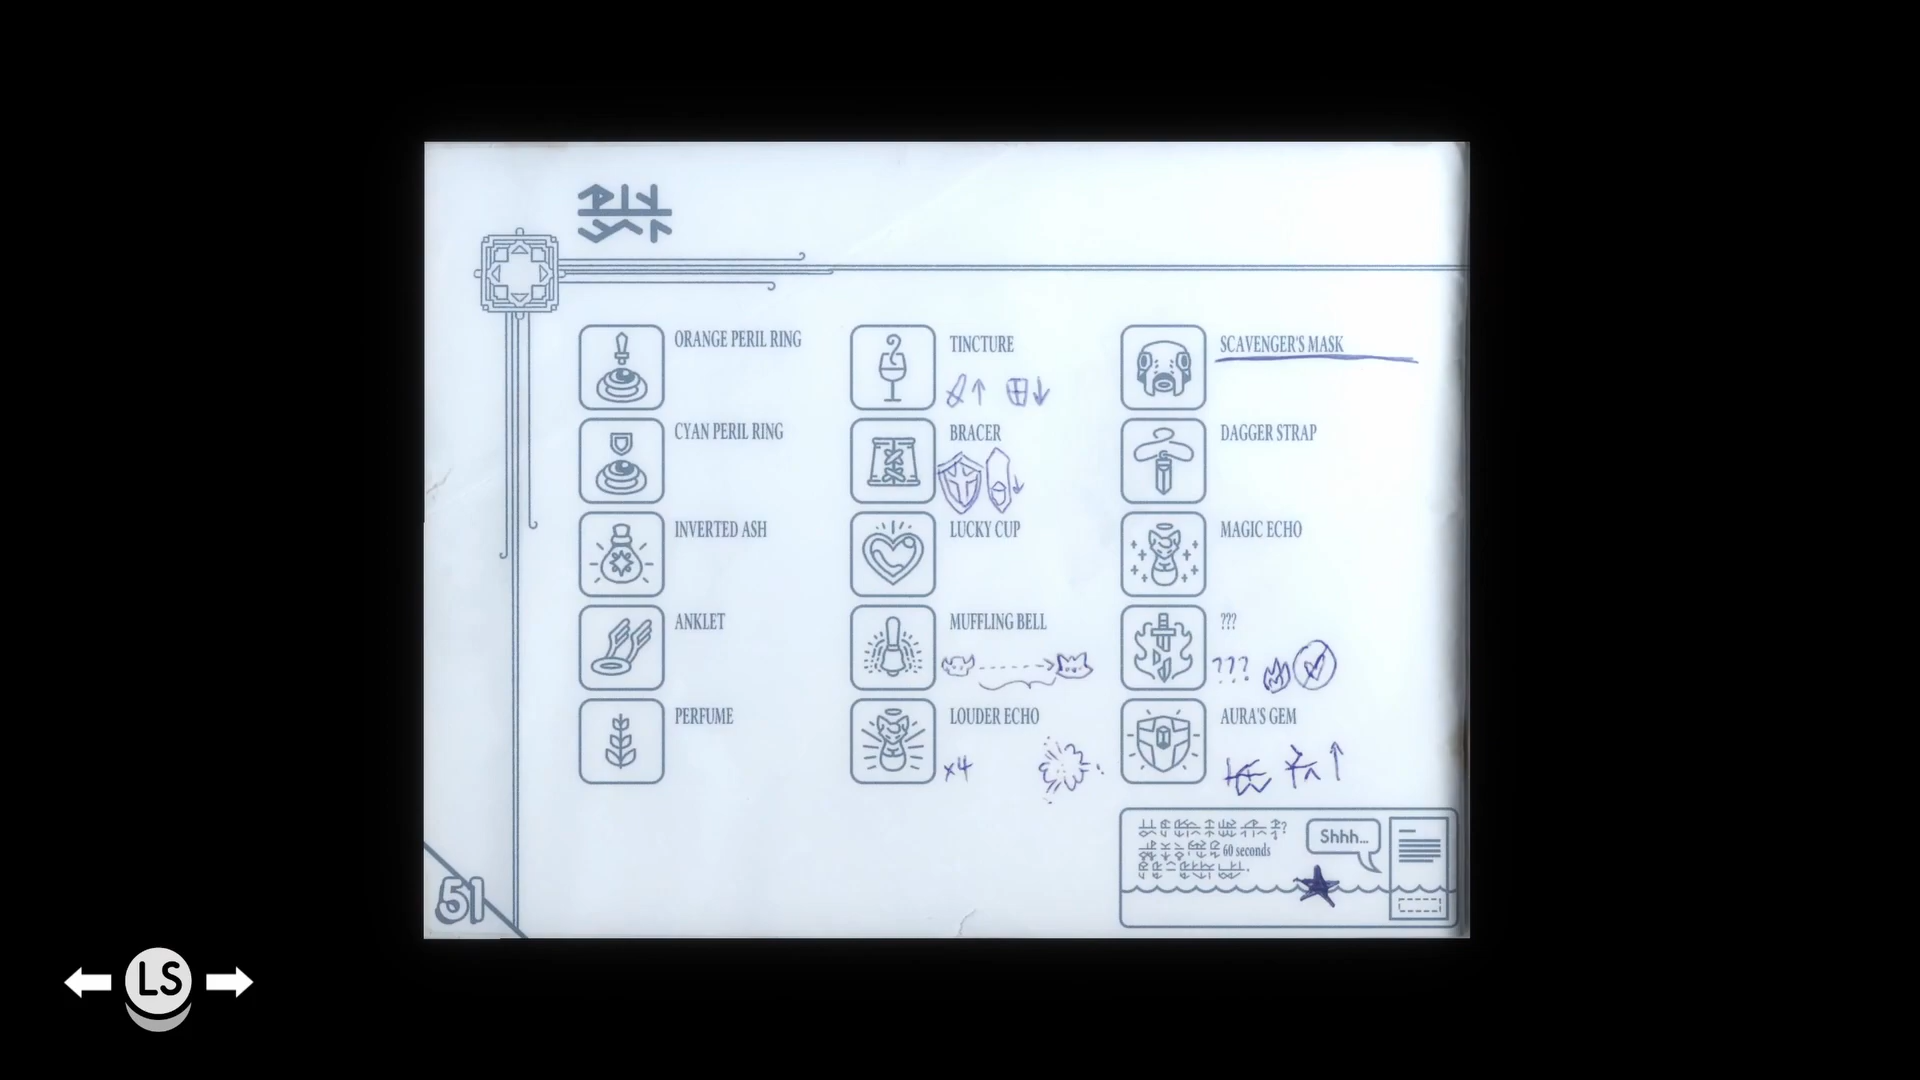 ORANGE PERIL RING
CYAN PERIL RING
INVERTED ASH
ANKLET
PERFUME
TINCTURE
BRACER
LUCKY CUP
MUFFLING BELL
LOUDER ECHO
x4
SCAVENGER'S MASK
DAGGER STRAP
MAGIC ECHO
???
???
AURA'S GEM
?
60 seconds
Shhh...
51
LS